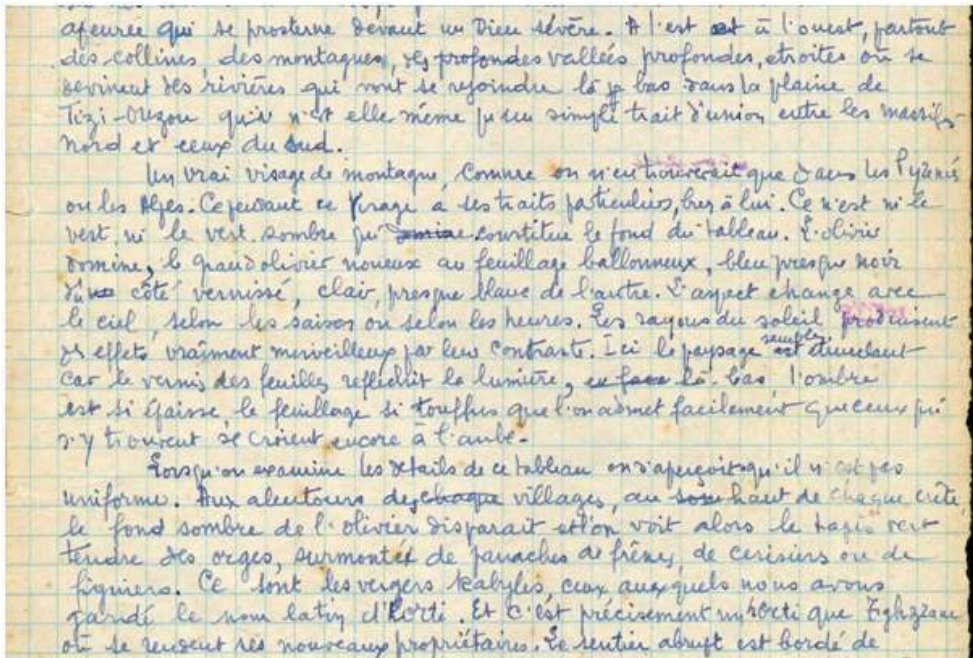 apeurée qui se prosterne devant un Dieu sévère. A l'est et à l'ouest, partout
des collines, des montagnes, des profondes vallées profondes, étroites où se
devinent des rivières qui vont se rejoindre là bas dans la plaine de
Tizi-Ouzou qui n'est elle même qu'un simple trait d'union entre les massifs
nord et ceux du sud.
Un vrai visage de montagne, comme on n'en trouverait que dans les Pyrénées
ou les Alpes. Cependant ce visage a ses traits particuliers, bien à lui. Ce n'est ni le
vert, ni le vert sombre qui domine constitue le fond du tableau. L'olivier
domine, le grand olivier noueux au feuillage ballonneux, bleu presque noir
d'un côté vernissé, clair, presque blanc de l'autre. L'aspect change avec
le ciel, selon les saisons ou selon les heures. Les rayons du soleil produisent
des effets vraiment merveilleux par leur contraste. Ici le paysage est semble étincelant
car le vernis des feuilles réfléchit la lumière, en face là-bas l'ombre
est si épaisse le feuillage si touffus que l'on admet facilement que ceux qui
s'y trouvent se croient encore à l'aube.
Lorsqu'on examine les détails de ce tableau on s'aperçoit qu'il n'est pas
uniforme. Aux alentours des chaque villages, au haut de chaque crête
le fond sombre de l'olivier disparait et l'on voit alors le tapis vert
tendre des orges, surmontée de panaches de frênes, de cerisiers ou de
figuiers. Ce sont les vergers kabyles, ceux auxquels nous avons
gardé le nom latin d'horti. Et c'est précisément un horti que Tighezrane
où se rendent ses nouveaux propriétaires. Le sentier abrupt est bordé de